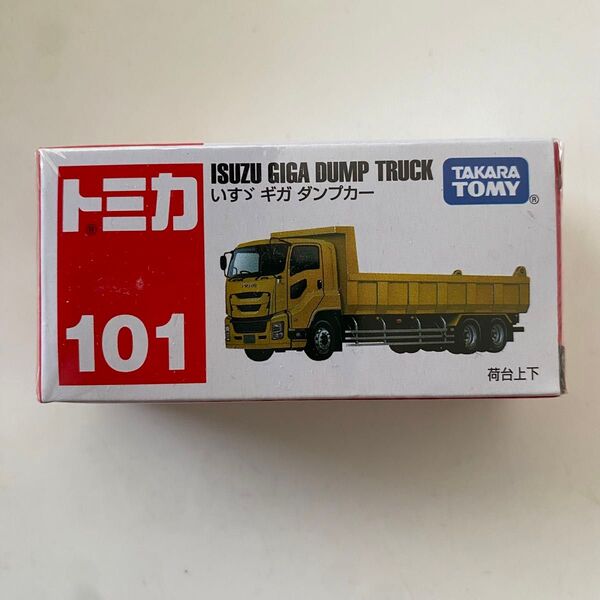 トミカ®
101
ISUZU GIGA DUMP TRUCK
いすゞ ギガ ダンプカー
TAKARA
TOMY®
ISUZU
荷台上下